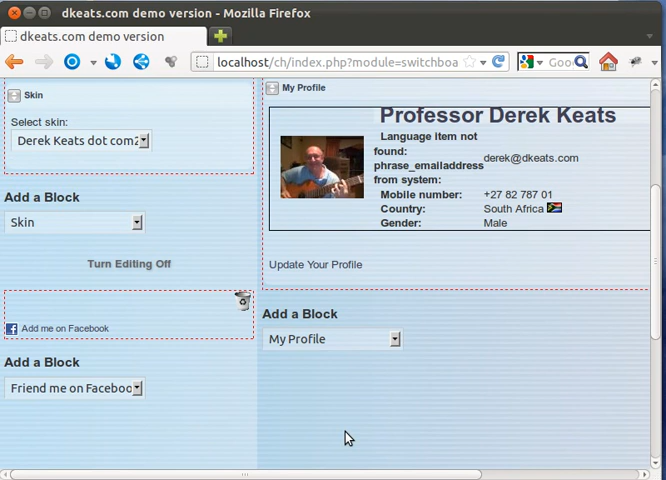 dkeats.com demo version - Mozilla Firefox
dkeats.com demo version
localhost/ch/index.php?module=switchboa
Goo
Skin
Select skin:
Derek Keats dot com2
Add a Block
Skin
Turn Editing Off
Add me on Facebook
Add a Block
Friend me on Faceboo
My Profile
Professor Derek Keats
Language item not
found:
phrase_emailaddress derek@dkeats.com
from system:
Mobile number: +27 82 787 01
Country: South Africa
Gender: Male
Update Your Profile
Add a Block
My Profile